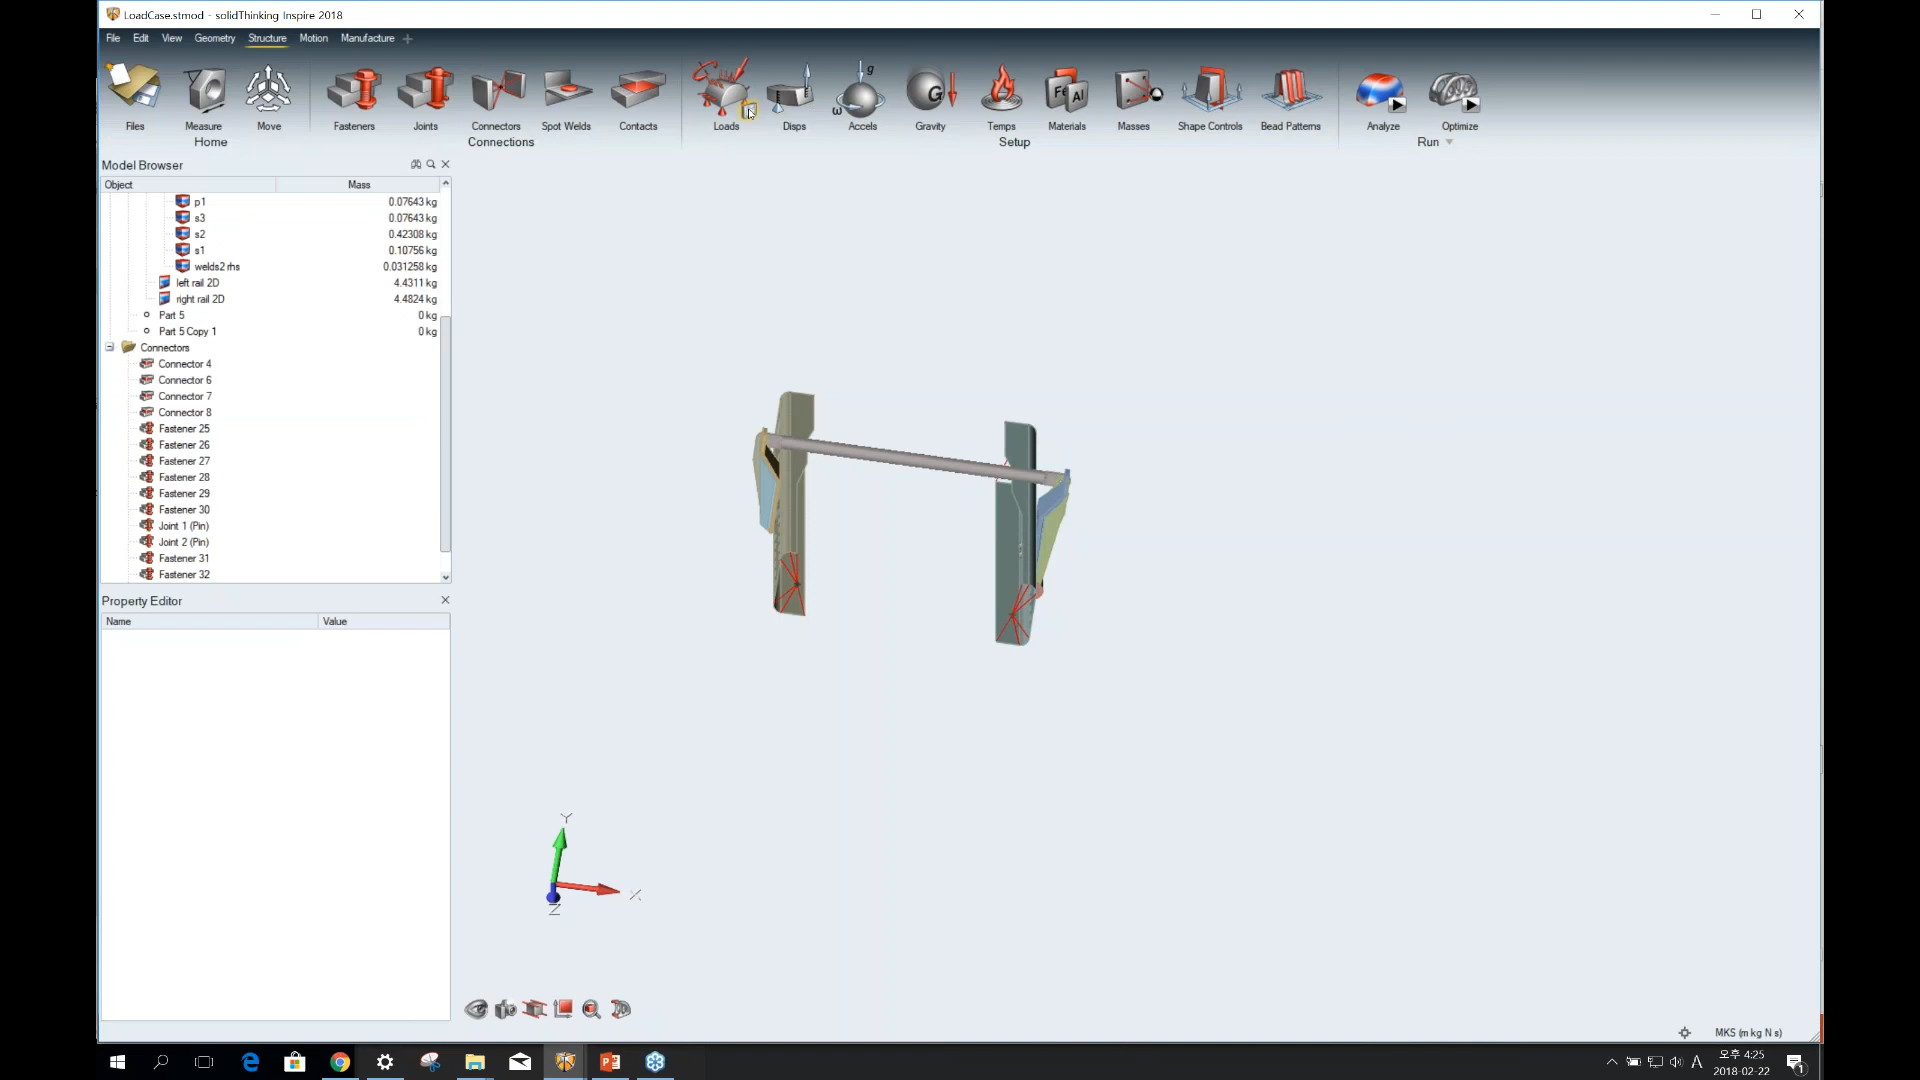 LoadCase.stmod - solidThinking Inspire 2018
File Edit View Geometry Structure Motion Manufacture
Files Measure Move Fasteners Joints Connectors Spot Welds Contacts Loads Disps Accels Gravity Temps Materials Masses Shape Controls Bead Patterns Analyze Optimize
Home Connections Setup Run
Model Browser
Object Mass
p1 0.07643 kg
s3 0.07643 kg
s2 0.42308 kg
s1 0.10756 kg
welds2 rhs 0.031258 kg
left rail 2D 4.4311 kg
right rail 2D 4.4824 kg
Part 5 0 kg
Part 5 Copy 1 0 kg
Connectors
Connector 4
Connector 6
Connector 7
Connector 8
Fastener 25
Fastener 26
Fastener 27
Fastener 28
Fastener 29
Fastener 30
Joint 1 (Pin)
Joint 2 (Pin)
Fastener 31
Fastener 32
Property Editor
Name Value
g
ω
G
Fe
Al
Y
X
Z
MKS (m kg N s)
A
오후 4:25
2018-02-22
1